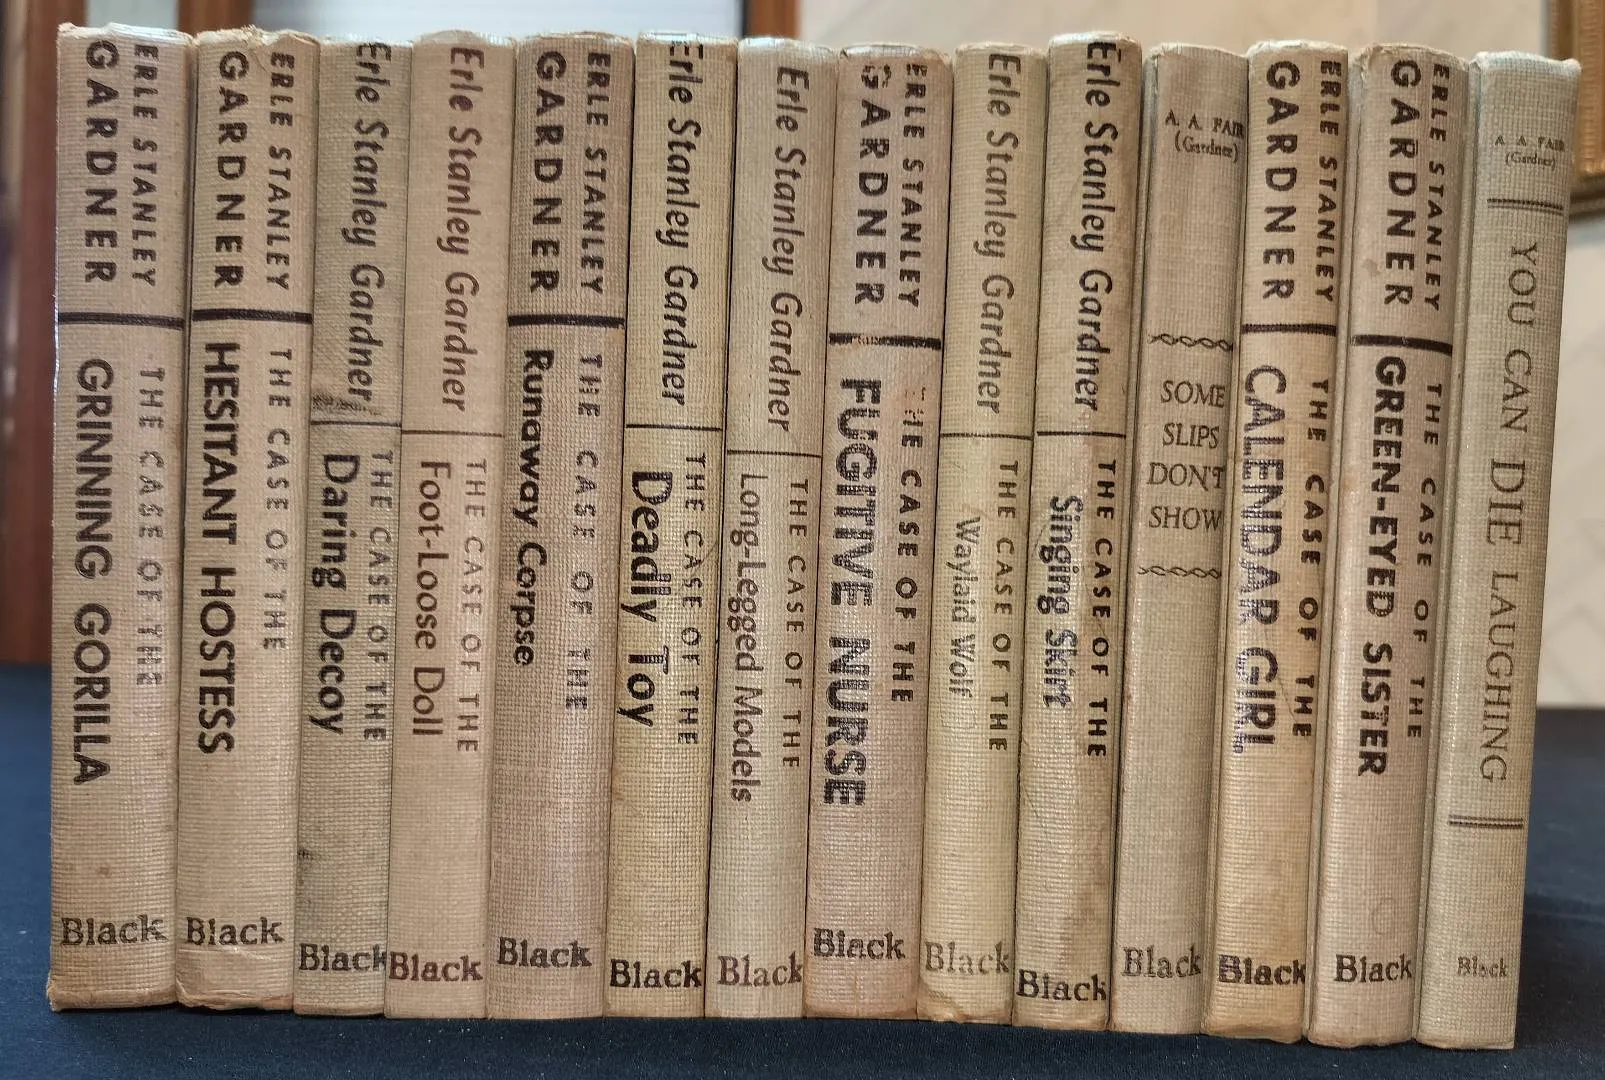 ERLE STANLEY
GARDNER
THE CASE OF THE
GRINNING GORILLA
Black
ERLE STANLEY
GARDNER
THE CASE OF THE
HESITANT HOSTESS
Black
Erle Stanley Gardner
THE CASE OF THE
Daring Decoy
Black
Erle Stanley Gardner
THE CASE OF THE
Foot-Loose Doll
Black
ERLE STANLEY
GARDNER
THE CASE OF THE
Runaway Corpse
Black
Erle Stanley Gardner
THE CASE OF THE
Deadly Toy
Black
Erle Stanley Gardner
THE CASE OF THE
Long-Legged Models
Black
ERLE STANLEY
GARDNER
THE CASE OF THE
FUGITIVE NURSE
Black
Erle Stanley Gardner
THE CASE OF THE
Waylaid Wolf
Black
Erle Stanley Gardner
THE CASE OF THE
Singing Skirt
Black
A. A. FAIR
(Gardner)
SOME
SLIPS
DON'T
SHOW
Black
ERLE STANLEY
GARDNER
THE CASE OF THE
CALENDAR GIRL
Black
ERLE STANLEY
GARDNER
THE CASE OF THE
GREEN-EYED SISTER
Black
A. A. FAIR
(Gardner)
YOU CAN DIE LAUGHING
Black